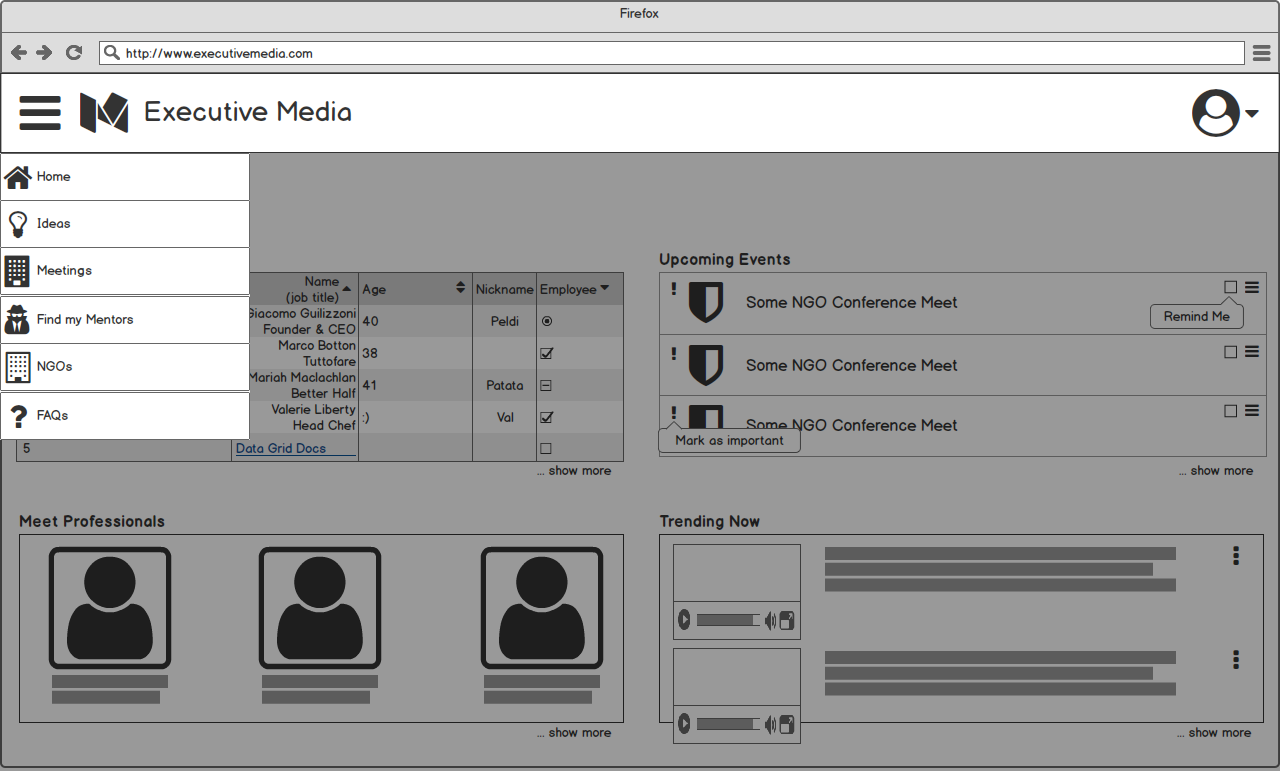 Firefox
http://www.executivemedia.com
Executive Media
Home
Ideas
Meetings
Find my Mentors
NGOs
FAQs
Name
(job title)
Age
Nickname
Employee
Giacomo Guilizzoni
Founder & CEO
40
Peldi
Marco Botton
Tuttofare
38
Mariah Maclachlan
Better Half
41
Patata
Valerie Liberty
Head Chef
:)
Val
5
Data Grid Docs
... show more
Upcoming Events
! Some NGO Conference Meet
Remind Me
! Some NGO Conference Meet
! Some NGO Conference Meet
Mark as important
... show more
Meet Professionals
... show more
Trending Now
... show more